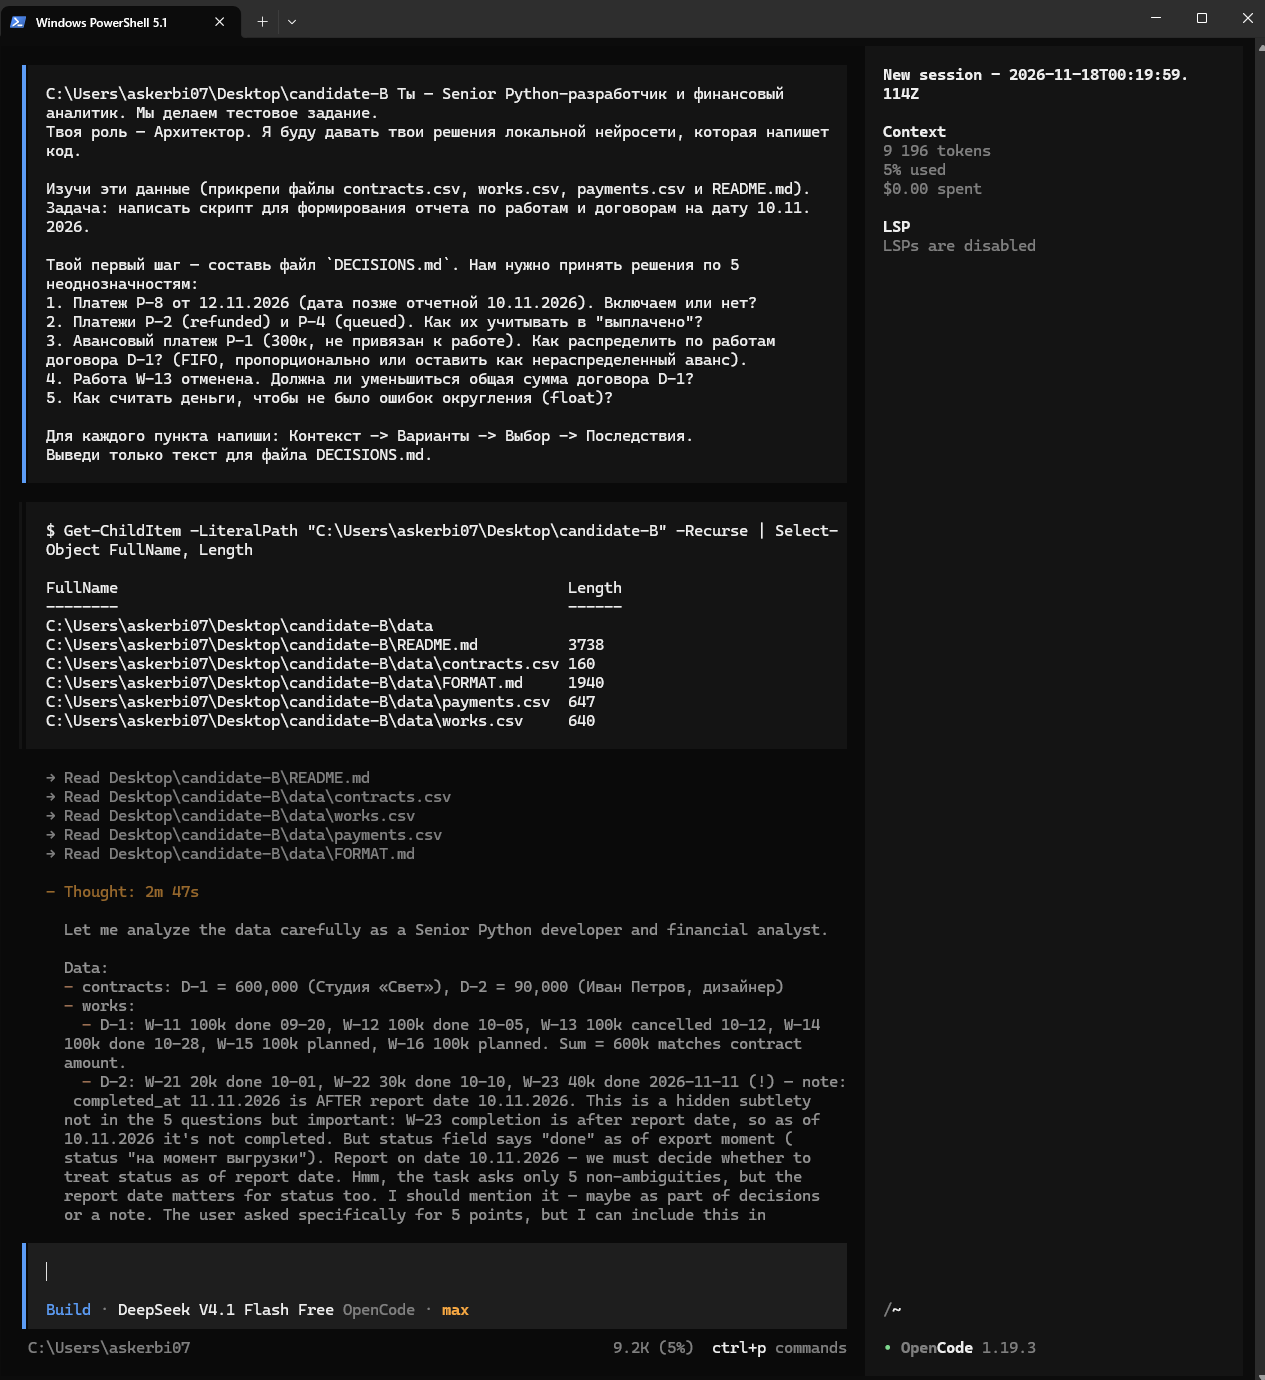 Windows PowerShell 5.1
C:\Users\askerbi07\Desktop\candidate-B Ты — Senior Python-разработчик и финансовый
аналитик. Мы делаем тестовое задание.
Твоя роль — Архитектор. Я буду давать твои решения локальной нейросети, которая напишет
код.
Изучи эти данные (прикрепи файлы contracts.csv, works.csv, payments.csv и README.md).
Задача: написать скрипт для формирования отчета по работам и договорам на дату 10.11.
2026.
Твой первый шаг — составь файл `DECISIONS.md`. Нам нужно принять решения по 5
неоднозначностям:
1. Платеж P-8 от 12.11.2026 (дата позже отчетной 10.11.2026). Включаем или нет?
2. Платежи P-2 (refunded) и P-4 (queued). Как их учитывать в "выплачено"?
3. Авансовый платеж P-1 (300к, не привязан к работе). Как распределить по работам
договора D-1? (FIFO, пропорционально или оставить как нераспределенный аванс).
4. Работа W-13 отменена. Должна ли уменьшиться общая сумма договора D-1?
5. Как считать деньги, чтобы не было ошибок округления (float)?
Для каждого пункта напиши: Контекст -> Варианты -> Выбор -> Последствия.
Выведи только текст для файла DECISIONS.md.
$ Get-ChildItem -LiteralPath "C:\Users\askerbi07\Desktop\candidate-B" -Recurse | Select-
Object FullName, Length
FullName Length
-------- ------
C:\Users\askerbi07\Desktop\candidate-B\data
C:\Users\askerbi07\Desktop\candidate-B\README.md 3738
C:\Users\askerbi07\Desktop\candidate-B\data\contracts.csv 160
C:\Users\askerbi07\Desktop\candidate-B\data\FORMAT.md 1940
C:\Users\askerbi07\Desktop\candidate-B\data\payments.csv 647
C:\Users\askerbi07\Desktop\candidate-B\data\works.csv 640
→ Read Desktop\candidate-B\README.md
→ Read Desktop\candidate-B\data\contracts.csv
→ Read Desktop\candidate-B\data\works.csv
→ Read Desktop\candidate-B\data\payments.csv
→ Read Desktop\candidate-B\data\FORMAT.md
- Thought: 2m 47s
Let me analyze the data carefully as a Senior Python developer and financial analyst.
Data:
- contracts: D-1 = 600,000 (Студия «Свет»), D-2 = 90,000 (Иван Петров, дизайнер)
- works:
- D-1: W-11 100k done 09-20, W-12 100k done 10-05, W-13 100k cancelled 10-12, W-14
100k done 10-28, W-15 100k planned, W-16 100k planned. Sum = 600k matches contract
amount.
- D-2: W-21 20k done 10-01, W-22 30k done 10-10, W-23 40k done 2026-11-11 (!) — note:
completed_at 11.11.2026 is AFTER report date 10.11.2026. This is a hidden subtlety
not in the 5 questions but important: W-23 completion is after report date, so as of
10.11.2026 it's not completed. But status field says "done" as of export moment (
status "на момент выгрузки"). Report on date 10.11.2026 — we must decide whether to
treat status as of report date. Hmm, the task asks only 5 non-ambiguities, but the
report date matters for status too. I should mention it — maybe as part of decisions
or a note. The user asked specifically for 5 points, but I can include this in
Build · DeepSeek V4.1 Flash Free OpenCode · max
C:\Users\askerbi07 9.2K (5%) ctrl+p commands
New session - 2026-11-18T00:19:59.
114Z
Context
9 196 tokens
5% used
$0.00 spent
LSP
LSPs are disabled
/~
• OpenCode 1.19.3